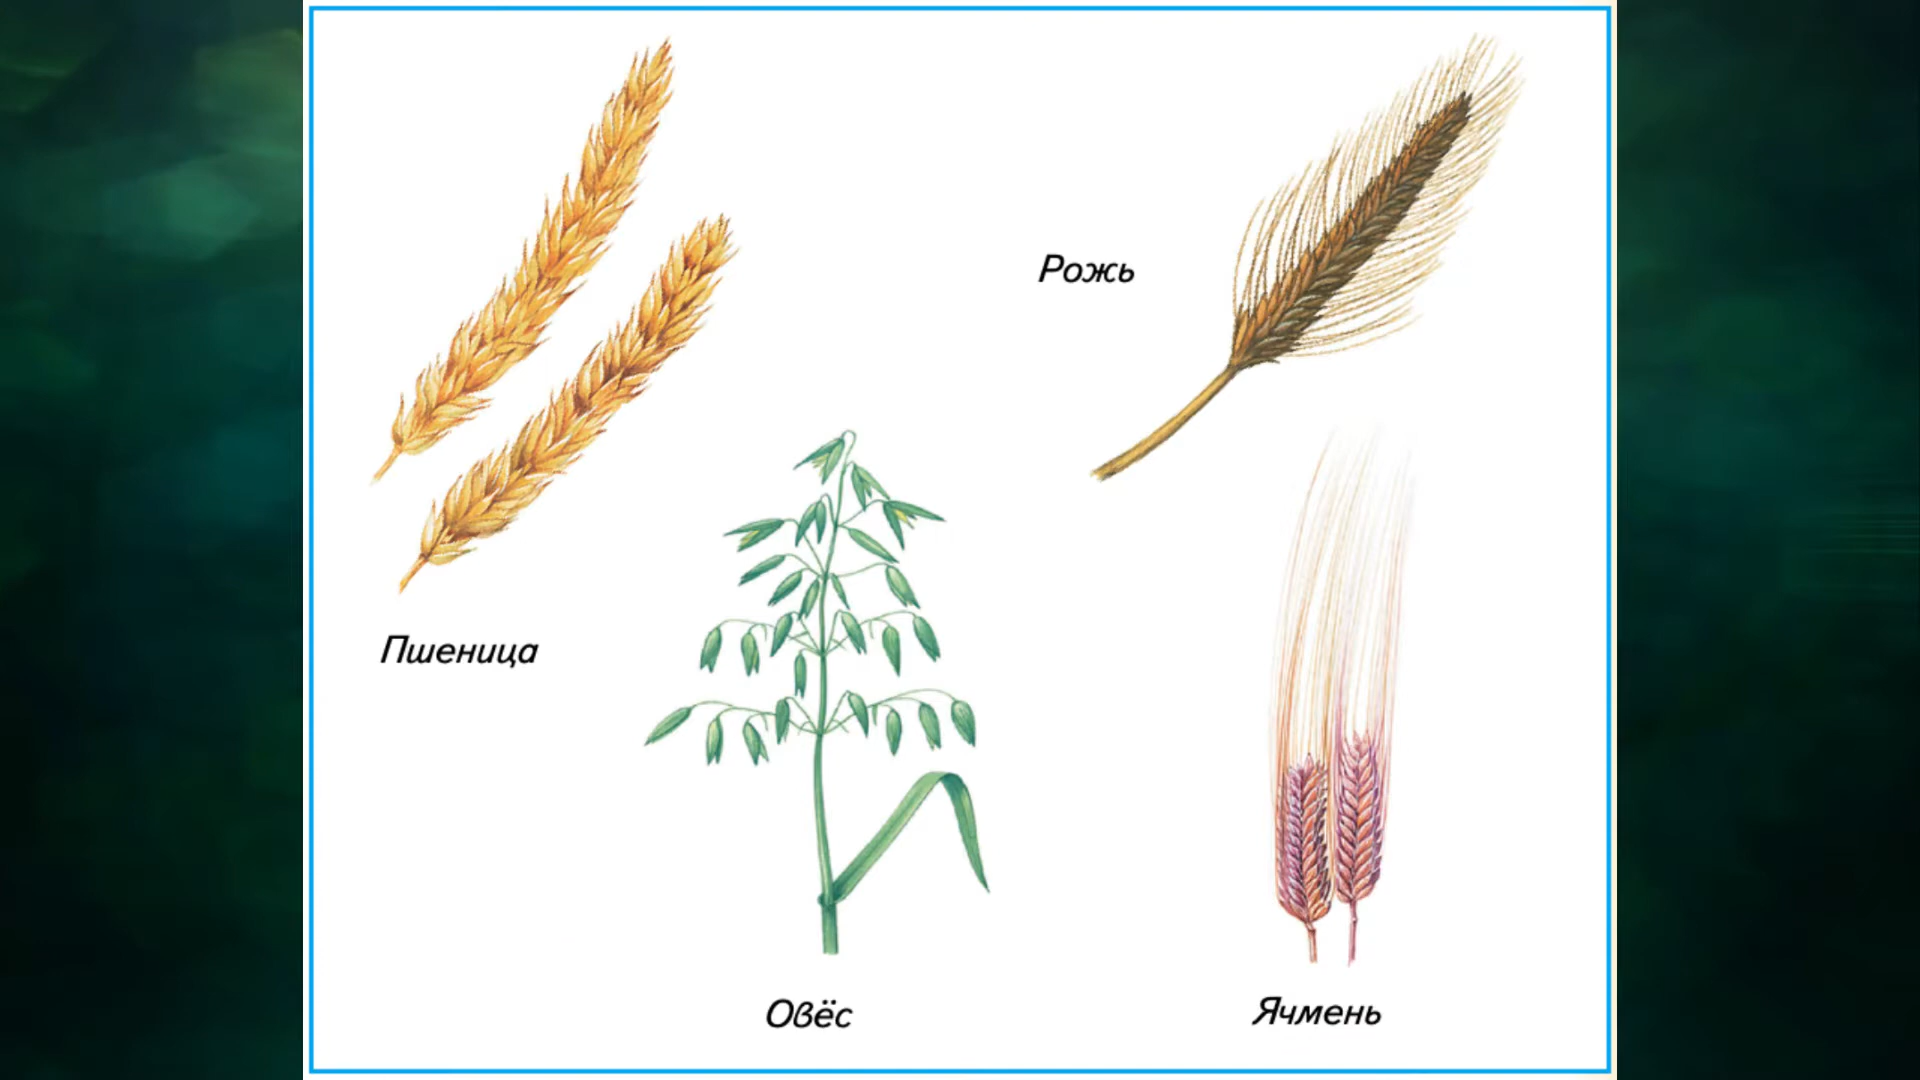 Рожь
Пшеница
Овёс
Ячмень